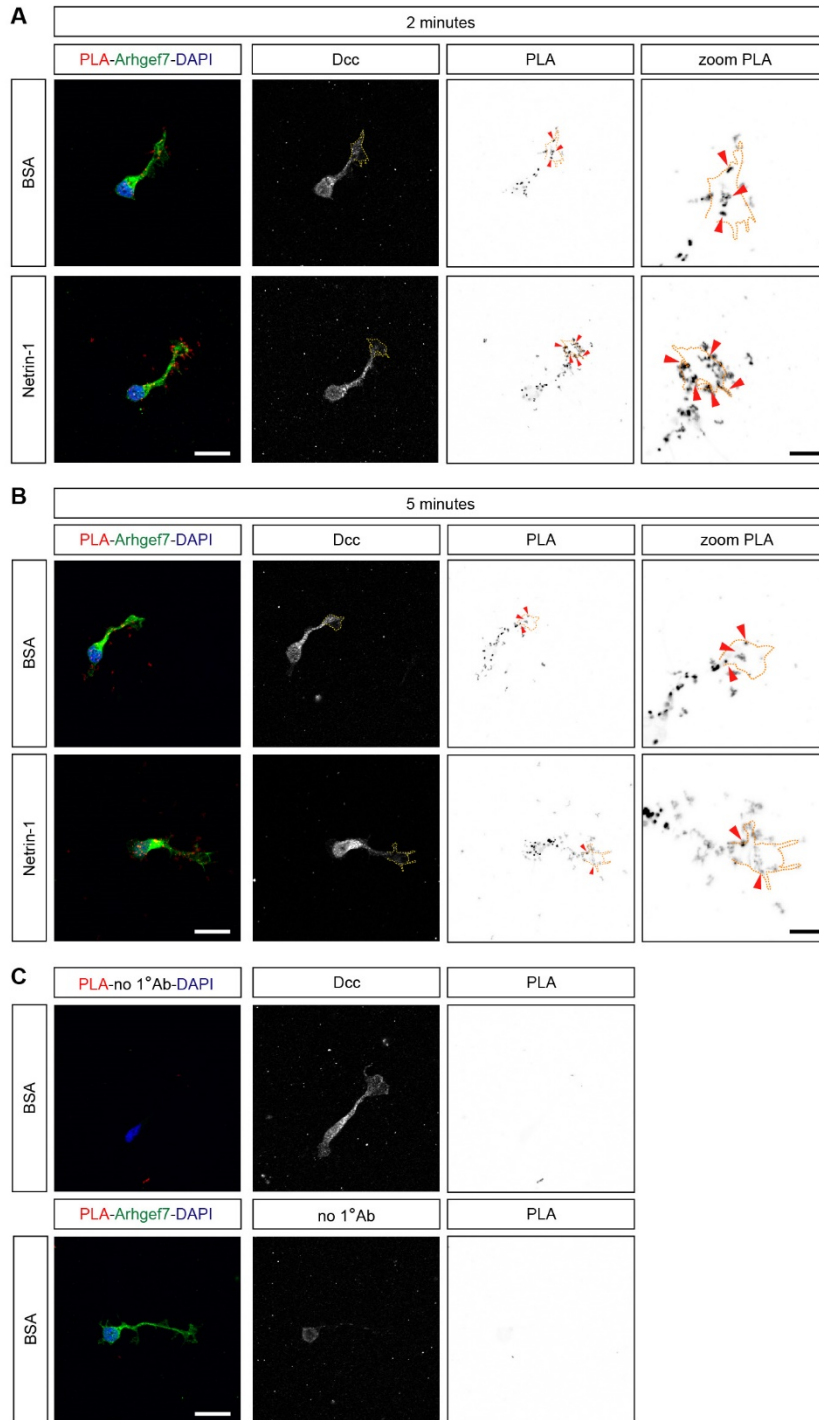 A
2 minutes
PLA-Arhgef7-DAPI
Dcc
PLA
zoom PLA
BSA
Netrin-1
B
5 minutes
PLA-Arhgef7-DAPI
Dcc
PLA
zoom PLA
BSA
Netrin-1
C
PLA-no 1°Ab-DAPI
Dcc
PLA
BSA
PLA-Arhgef7-DAPI
no 1°Ab
PLA
BSA